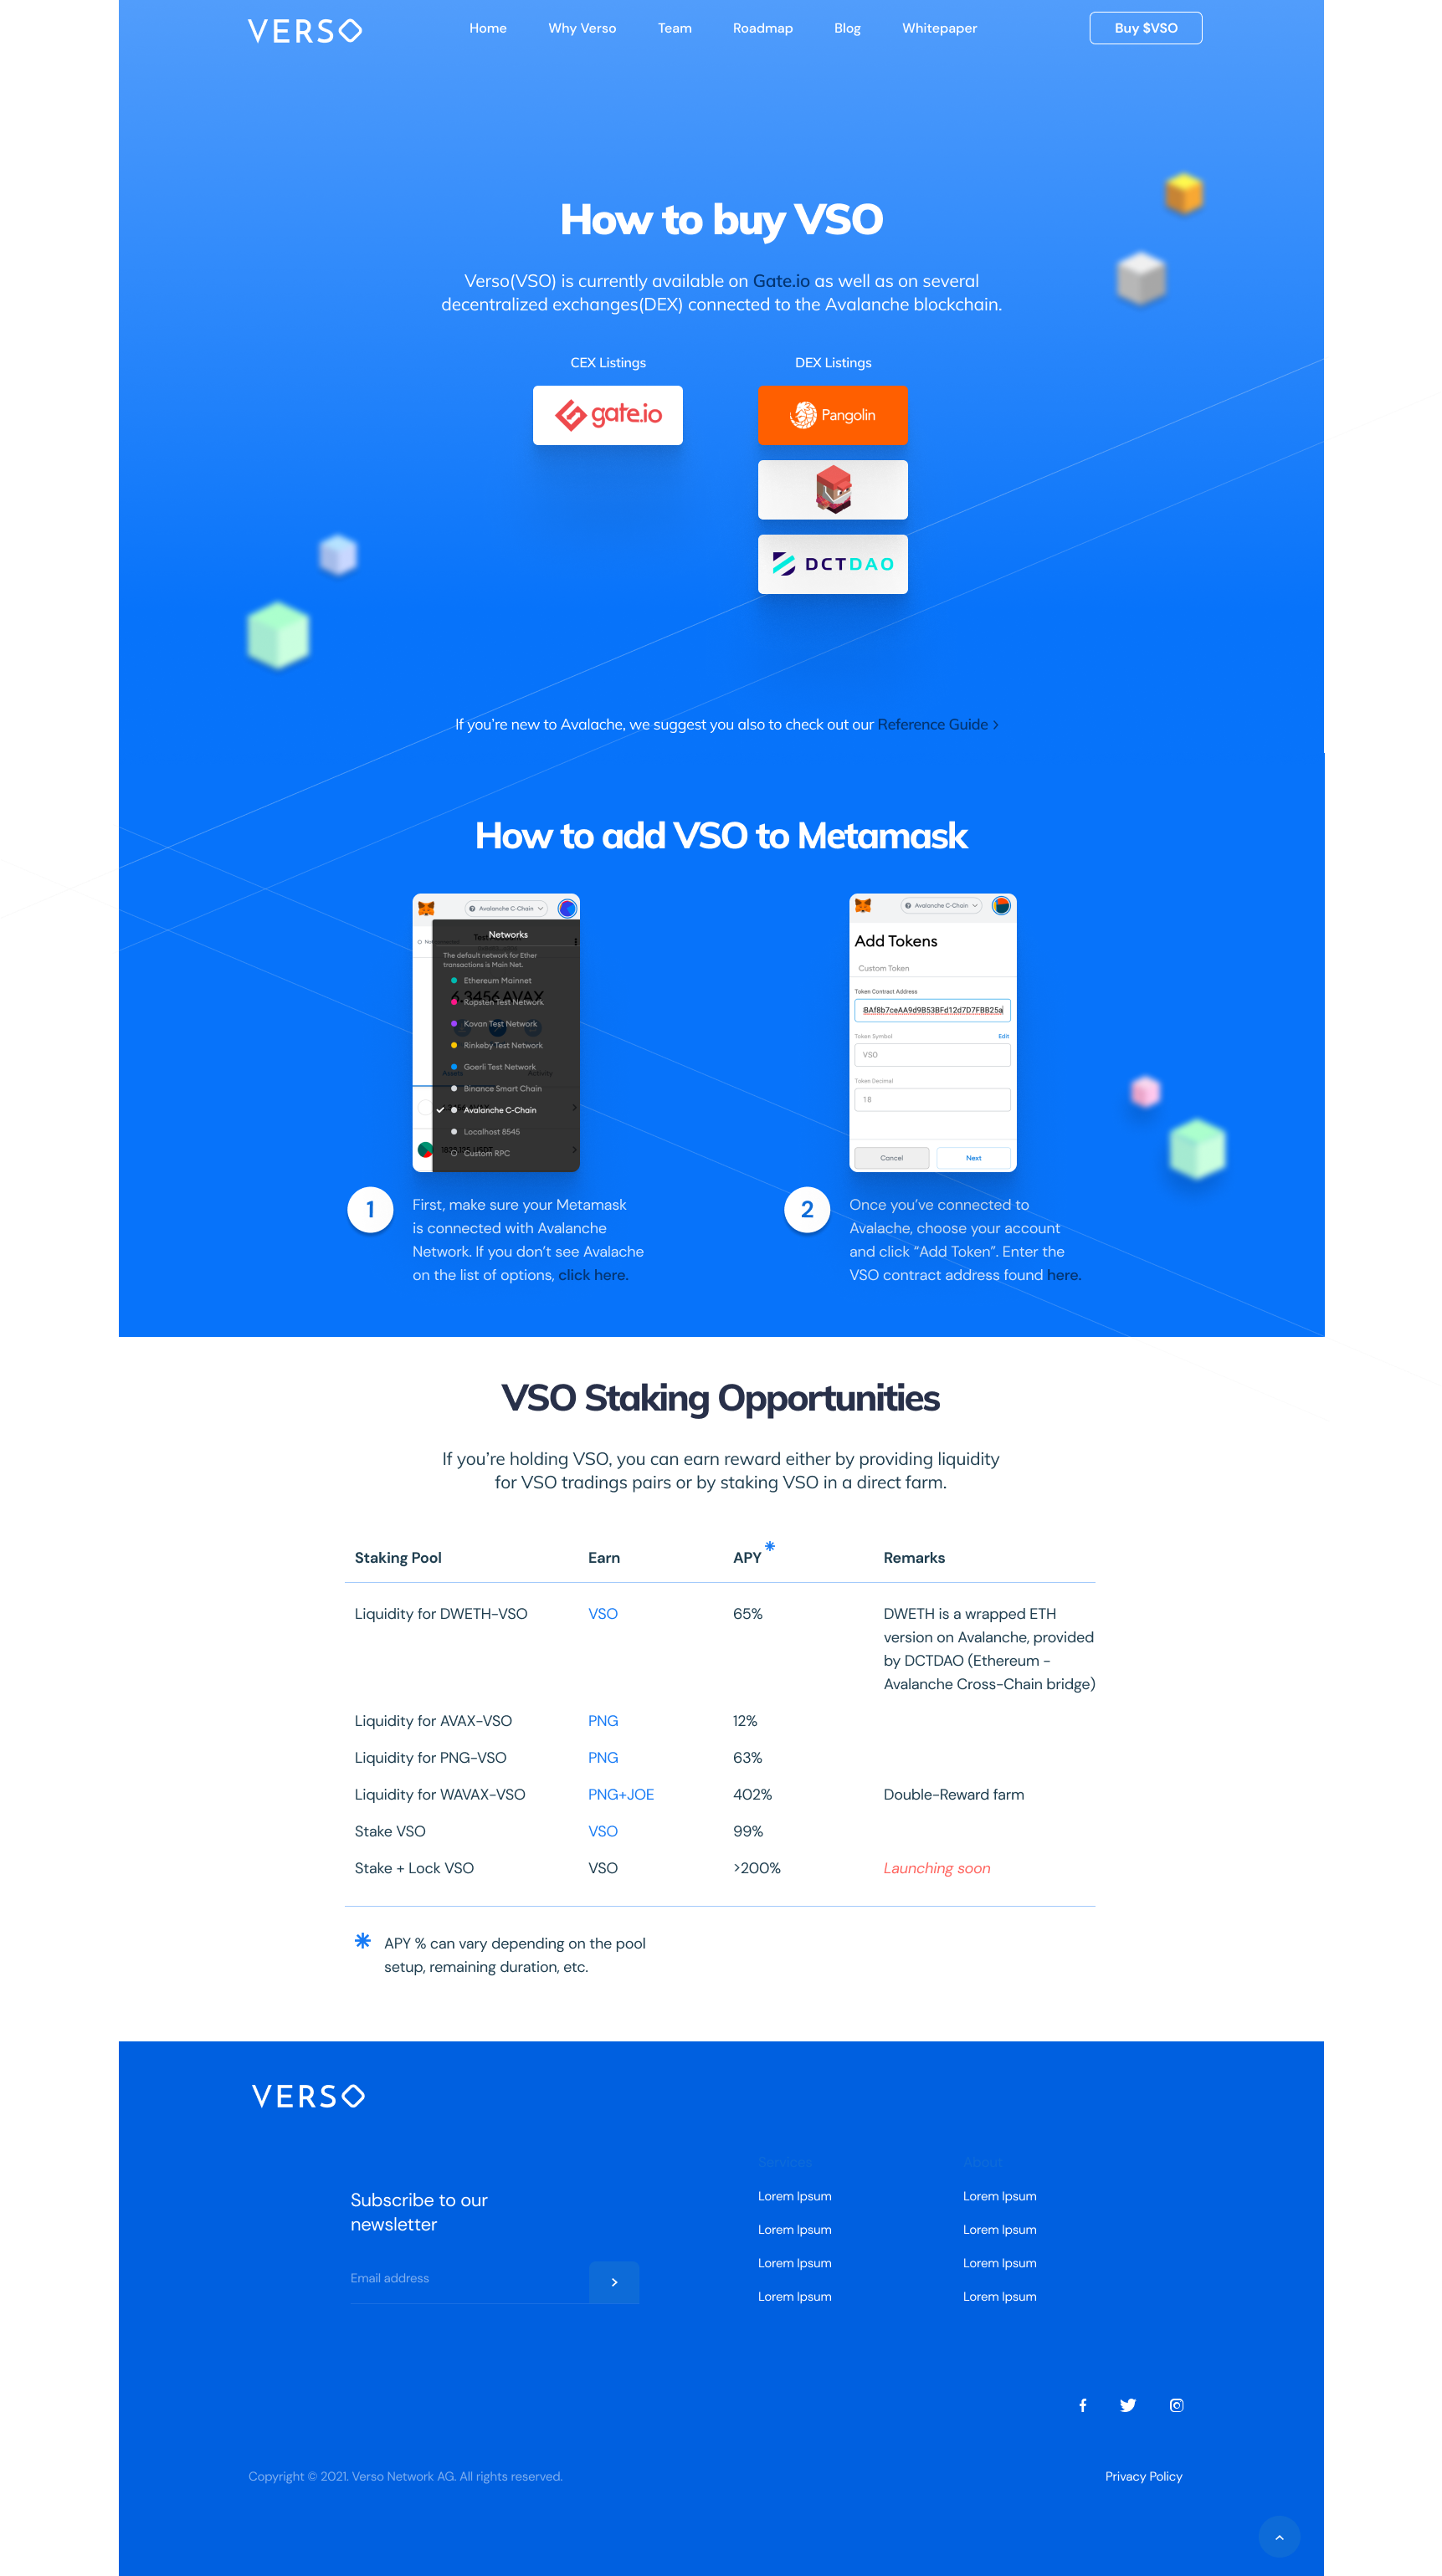 VERSO
Home Why Verso Team Roadmap Blog Whitepaper Buy $VSO
How to buy VSO
Verso(VSO) is currently available on Gate.io as well as on several
decentralized exchanges(DEX) connected to the Avalanche blockchain.
CEX Listings DEX Listings
gate.io
Pangolin
DCTDAO
If you're new to Avalache, we suggest you also to check out our Reference Guide >
How to add VSO to Metamask
Avalanche C-Chain
Networks
The default network for Ether
transactions is Main Net.
Ethereum Mainnet
6.3456 AVAX
Ropsten Test Network
Kovan Test Network
Rinkeby Test Network
Goerli Test Network
Assets Activity
Binance Smart Chain
Avalanche C-Chain
Localhost 8545
Custom RPC
1
First, make sure your Metamask
is connected with Avalanche
Network. If you don't see Avalache
on the list of options, click here.
Avalanche C-Chain
Add Tokens
Custom Token
Token Contract Address
BAf8b7ceAA9d9B53BFd12d7D7FBB25a
Token Symbol Edit
VSO
Token Decimal
18
Cancel Next
2
Once you've connected to
Avalache, choose your account
and click "Add Token". Enter the
VSO contract address found here.
VSO Staking Opportunities
If you're holding VSO, you can earn reward either by providing liquidity
for VSO tradings pairs or by staking VSO in a direct farm.
Staking Pool Earn APY* Remarks
Liquidity for DWETH-VSO VSO 65% DWETH is a wrapped ETH
version on Avalanche, provided
by DCTDAO (Ethereum -
Avalanche Cross-Chain bridge)
Liquidity for AVAX-VSO PNG 12%
Liquidity for PNG-VSO PNG 63%
Liquidity for WAVAX-VSO PNG+JOE 402% Double-Reward farm
Stake VSO VSO 99%
Stake + Lock VSO VSO >200% Launching soon
* APY % can vary depending on the pool
setup, remaining duration, etc.
VERSO
Subscribe to our
newsletter
Email address
Services
Lorem Ipsum
Lorem Ipsum
Lorem Ipsum
Lorem Ipsum
About
Lorem Ipsum
Lorem Ipsum
Lorem Ipsum
Lorem Ipsum
Copyright © 2021. Verso Network AG. All rights reserved.
Privacy Policy